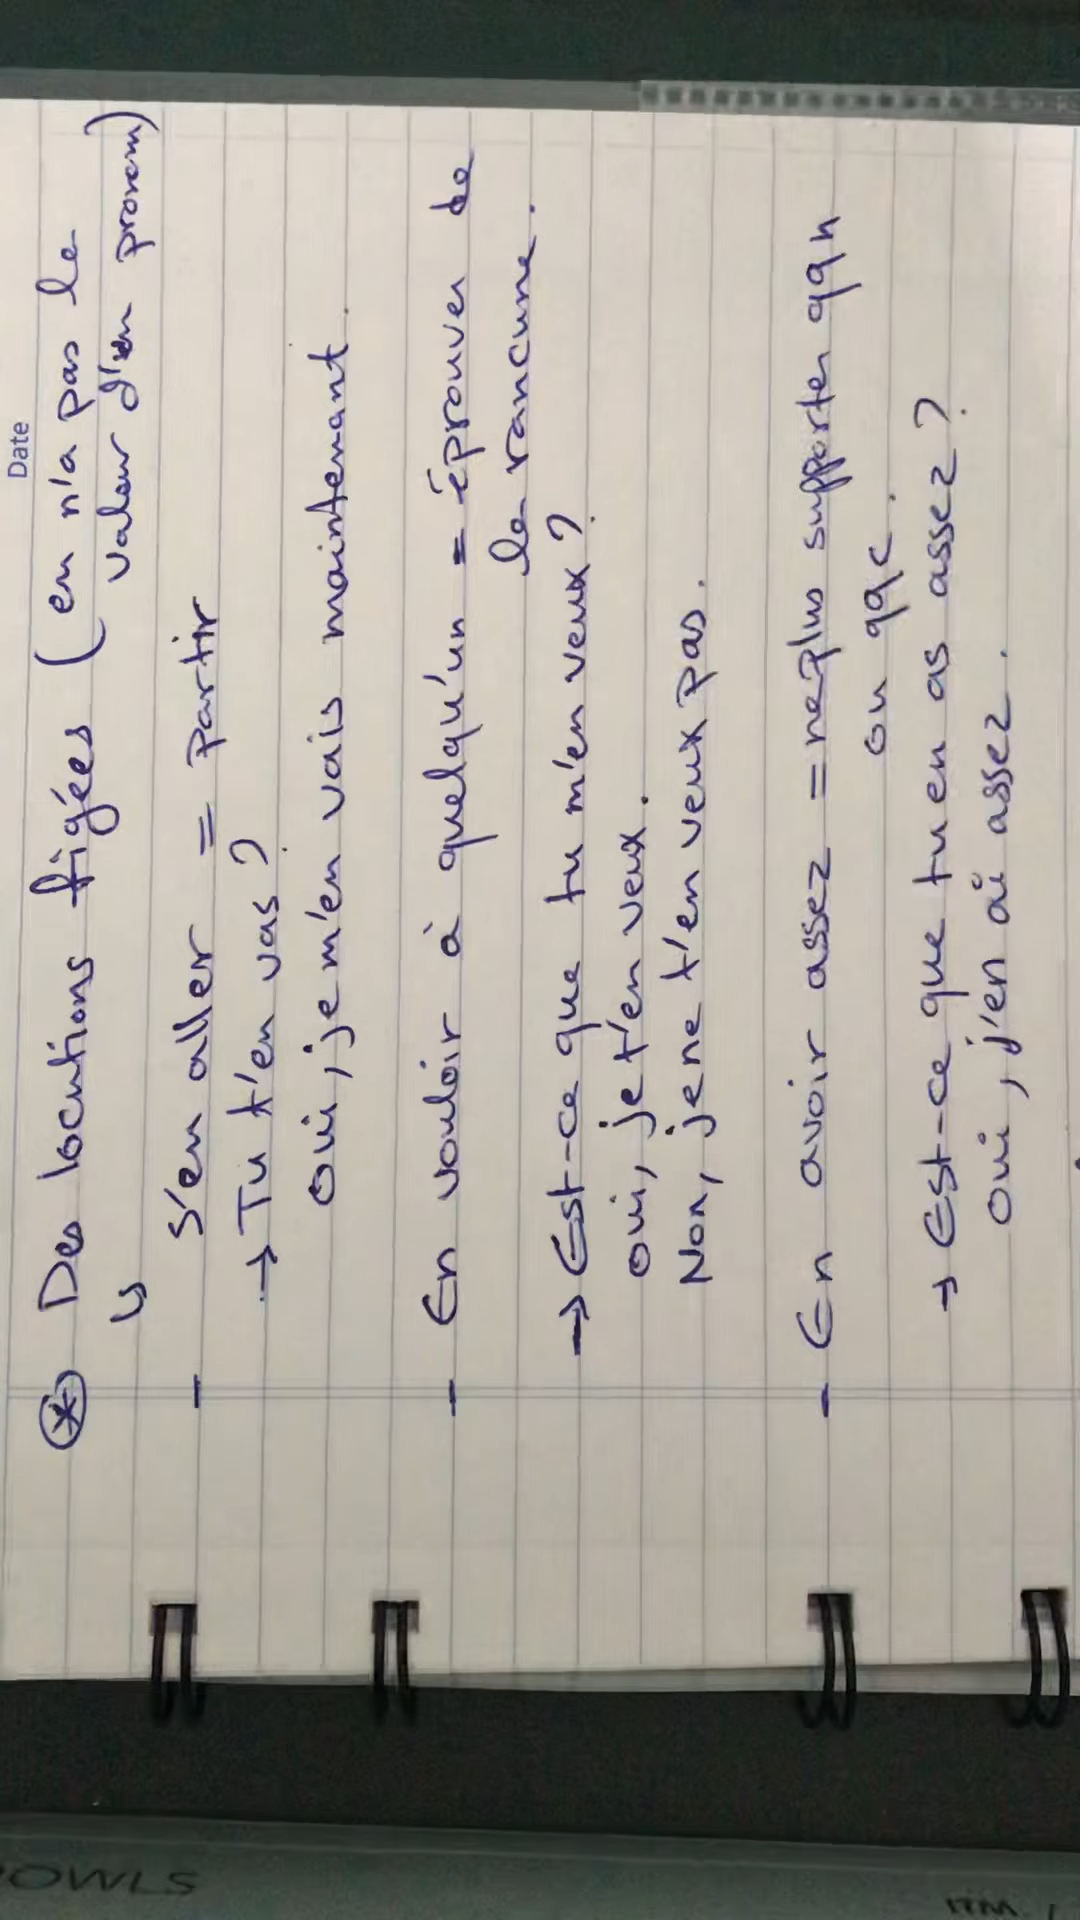 Date
* Des locutions figées (en n'a pas le
valeur d'en pronom)
- s'en aller = partir
→ Tu t'en vas ?
oui, je m'en vais maintenant.
- En vouloir à quelqu'un = éprouver de
la rancune.
→ Est-ce que tu m'en veux ?
oui, je t'en veux.
Non, je ne t'en veux pas.
- En avoir assez = ne plus supporter qqn
ou qqc.
→ Est-ce que tu en as assez ?
oui, j'en ai assez.
OWLS